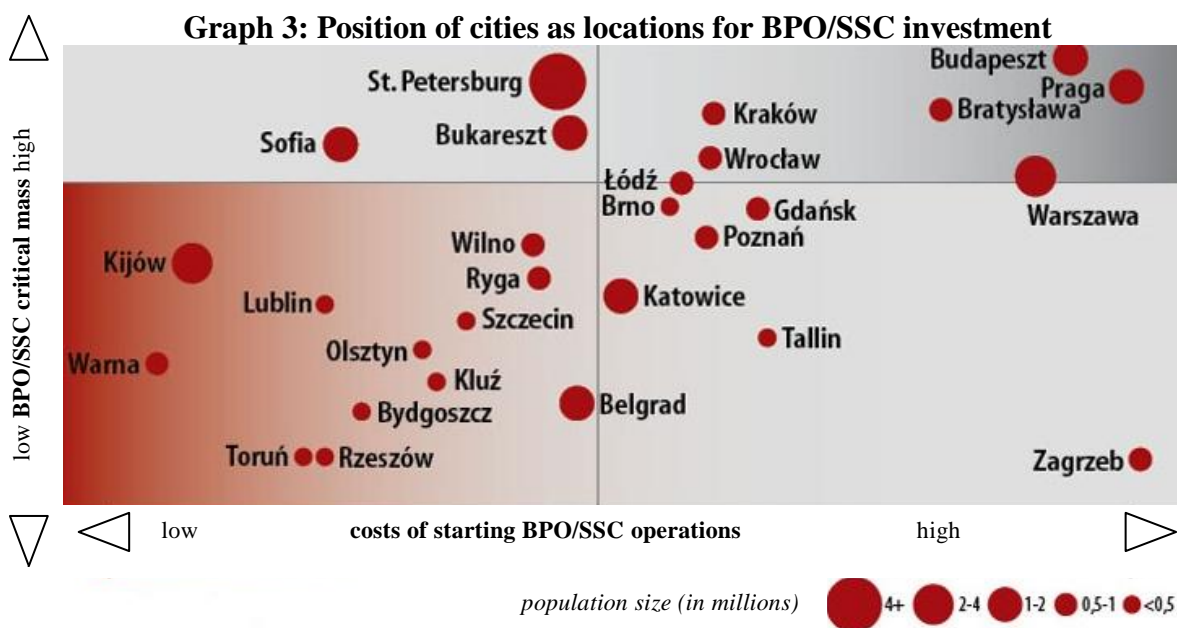 Graph 3: Position of cities as locations for BPO/SSC investment
low BPO/SSC critical mass high
Budapeszt
St. Petersburg
Praga
Kraków
Bratysława
Sofia
Bukareszt
Wrocław
Łódź
Brno
Gdańsk
Warszawa
Poznań
Wilno
Kijów
Ryga
Lublin
Katowice
Szczecin
Tallin
Olsztyn
Warna
Kluź
Belgrad
Bydgoszcz
Toruń
Rzeszów
Zagrzeb
low costs of starting BPO/SSC operations high
population size (in millions) 4+ 2-4 1-2 0,5-1 <0,5